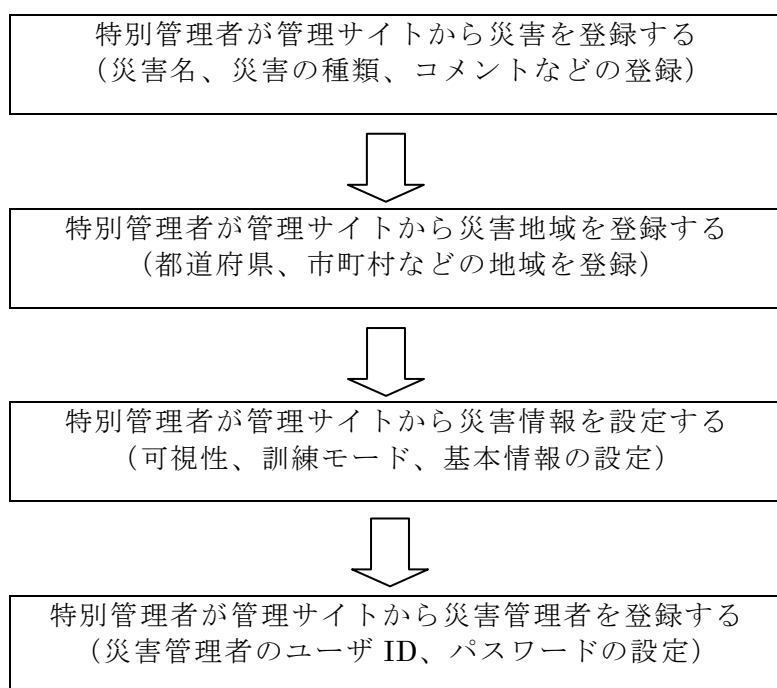 特別管理者が管理サイトから災害を登録する
（災害名、災害の種類、コメントなどの登録）
特別管理者が管理サイトから災害地域を登録する
（都道府県、市町村などの地域を登録）
特別管理者が管理サイトから災害情報を設定する
（可視性、訓練モード、基本情報の設定）
特別管理者が管理サイトから災害管理者を登録する
（災害管理者のユーザ ID、パスワードの設定）